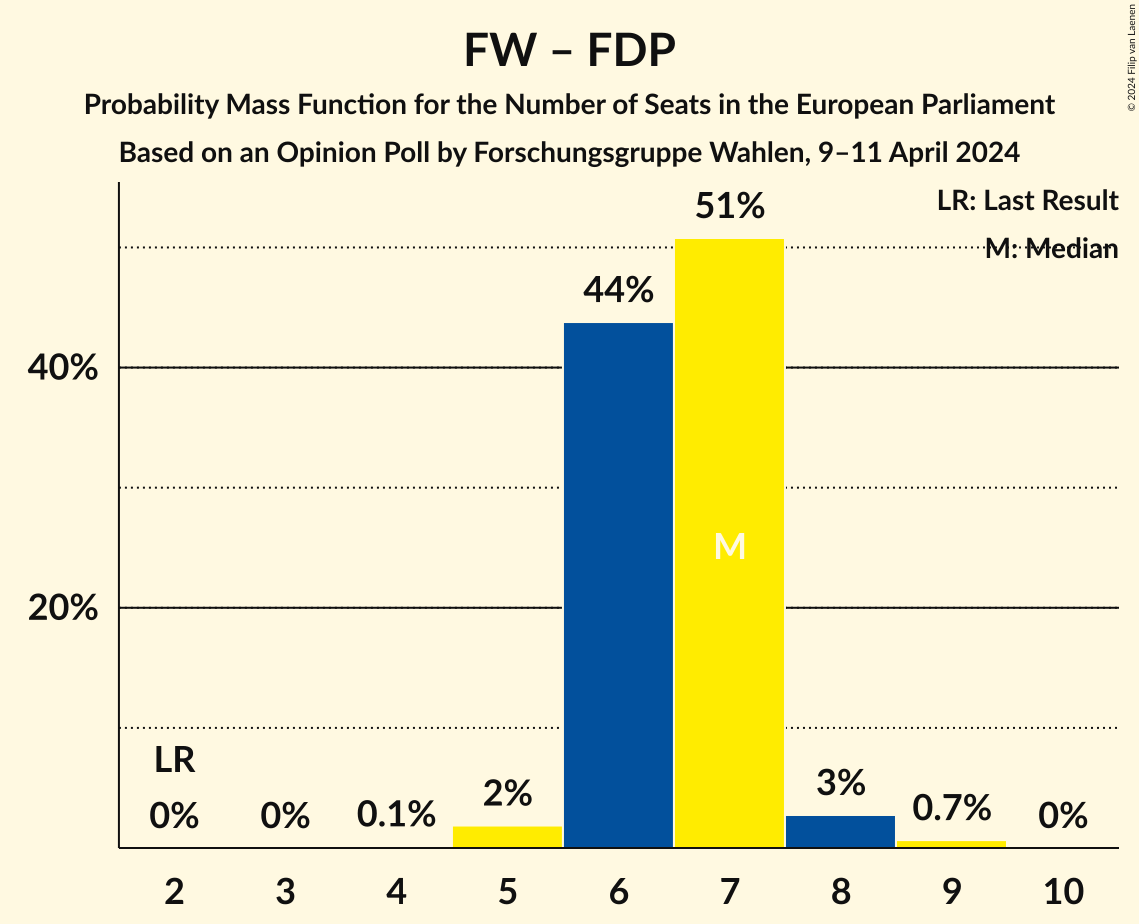 FW – FDP
Probability Mass Function for the Number of Seats in the European Parliament
Based on an Opinion Poll by Forschungsgruppe Wahlen, 9–11 April 2024
© 2024 Filip van Laenen
LR: Last Result
M: Median
51%
44%
40%
M
20%
LR
0%
0%
0.1%
2%
3%
0.7%
0%
2 3 4 5 6 7 8 9 10